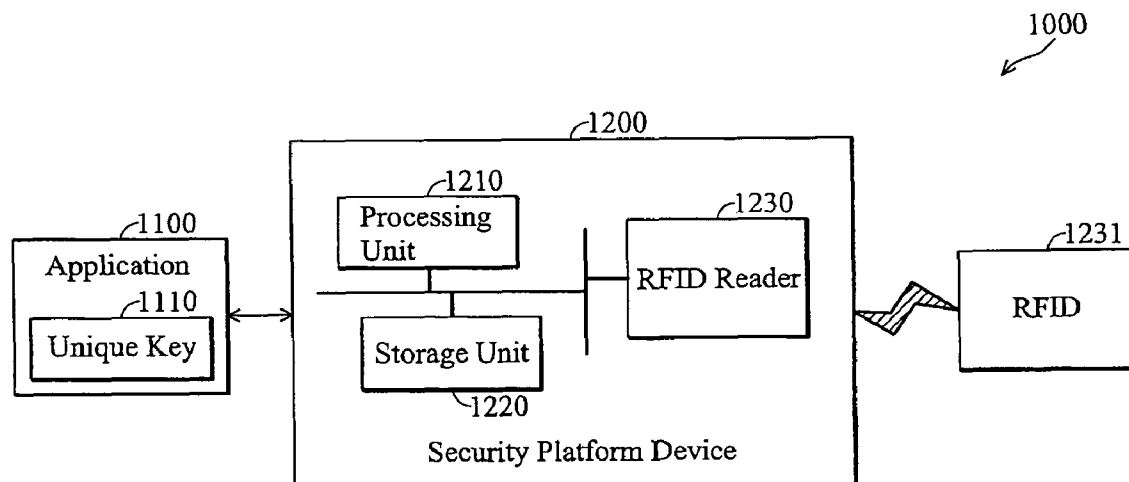 1000
1200
1210
Processing
Unit
1230
RFID Reader
1100
Application
1110
Unique Key
Storage Unit
1220
Security Platform Device
1231
RFID